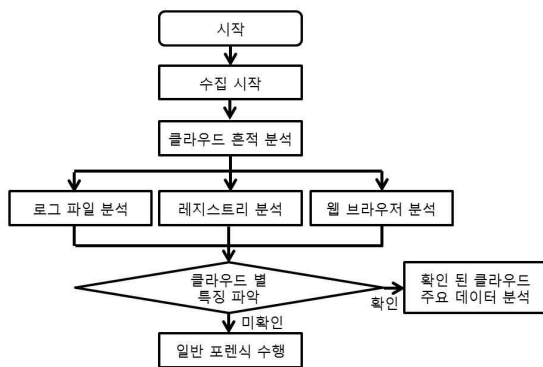 시작
수집 시작
클라우드 흔적 분석
로그 파일 분석
레지스트리 분석
웹 브라우저 분석
클라우드 별
특징 파악
확인
확인 된 클라우드
주요 데이터 분석
미확인
일반 포렌식 수행